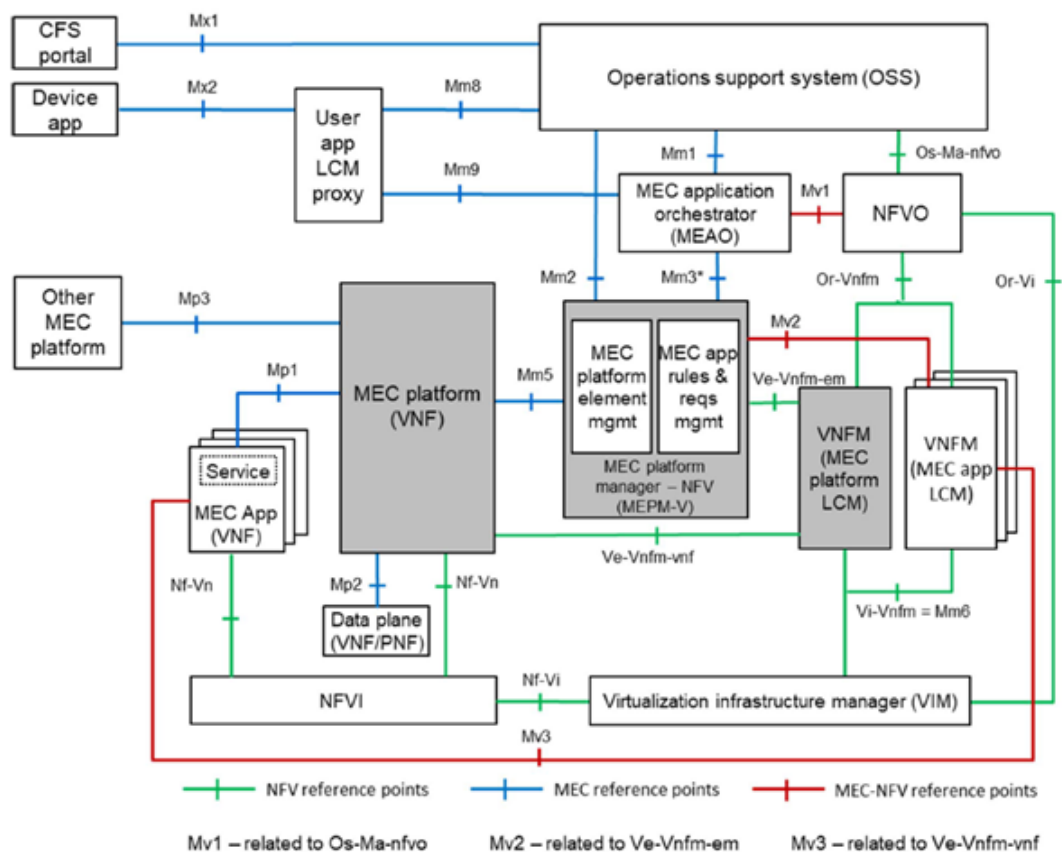 CFS
portal
Mx1
Operations support system (OSS)
Device
app
Mx2
User
app
LCM
proxy
Mm8
Mm9
Mm1
Os-Ma-nfvo
MEC application
orchestrator
(MEAO)
Mv1
NFVO
Other
MEC
platform
Mp3
Mm2
Mm3*
Or-Vnfm
Or-Vi
MEC platform
(VNF)
Mp1
Mm5
MEC
platform
element
mgmt
MEC app
rules &
reqs
mgmt
MEC platform
manager – NFV
(MEPM-V)
Mv2
Ve-Vnfm-em
VNFM
(MEC
platform
LCM)
VNFM
(MEC app
LCM)
Service
MEC App
(VNF)
Ve-Vnfm-vnf
Nf-Vn
Mp2
Nf-Vn
Data plane
(VNF/PNF)
Vi-Vnfm = Mm6
NFVI
Nf-Vi
Virtualization infrastructure manager (VIM)
Mv3
NFV reference points
MEC reference points
MEC-NFV reference points
Mv1 – related to Os-Ma-nfvo
Mv2 – related to Ve-Vnfm-em
Mv3 – related to Ve-Vnfm-vnf